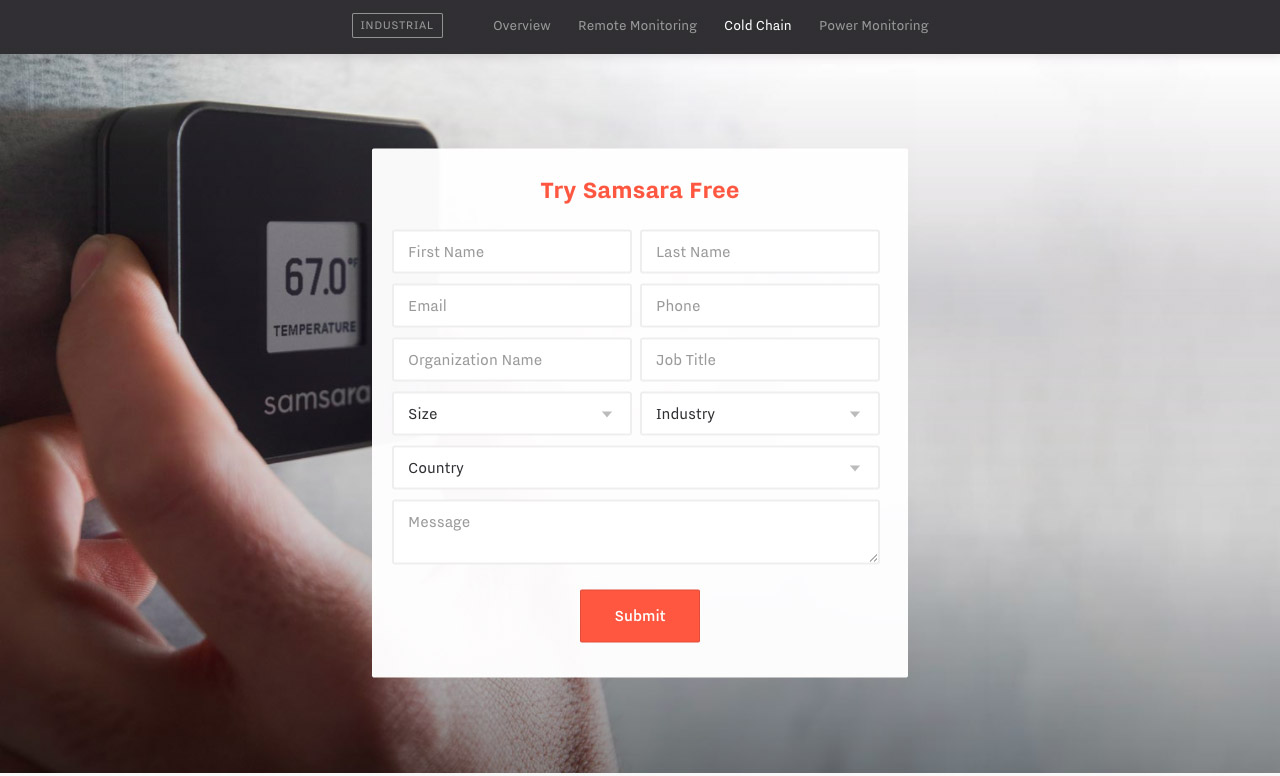 INDUSTRIAL Overview Remote Monitoring Cold Chain Power Monitoring
Try Samsara Free
First Name Last Name
Email Phone
Organization Name Job Title
Size Industry
Country
Message
Submit
67.0°F
TEMPERATURE
samsara